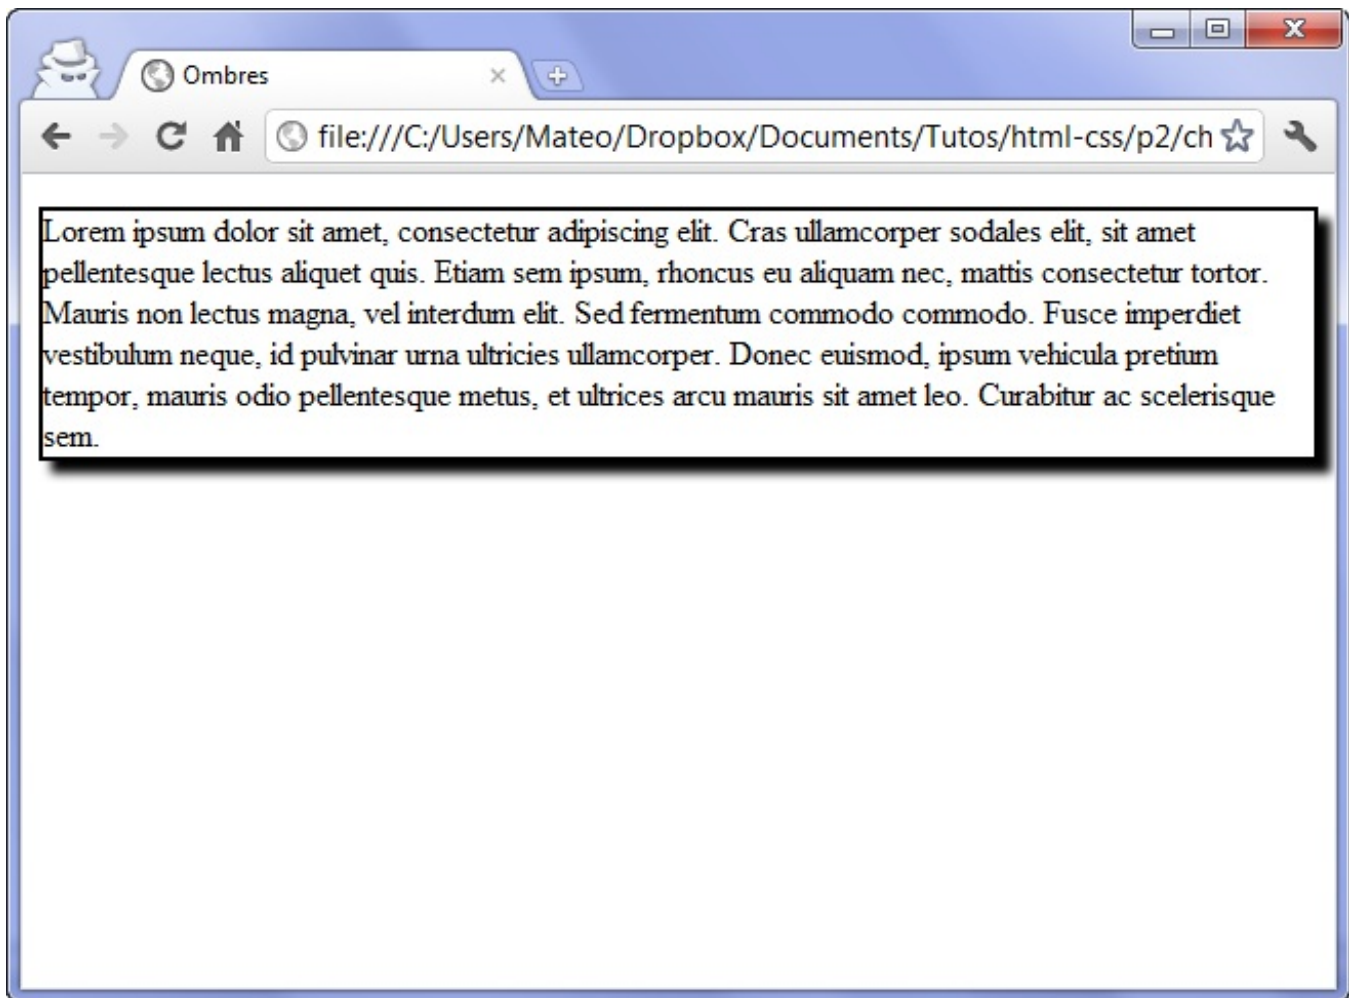 Ombres
file:///C:/Users/Mateo/Dropbox/Documents/Tutos/html-css/p2/ch
Lorem ipsum dolor sit amet, consectetur adipiscing elit. Cras ullamcorper sodales elit, sit amet
pellentesque lectus aliquet quis. Etiam sem ipsum, rhoncus eu aliquam nec, mattis consectetur tortor.
Mauris non lectus magna, vel interdum elit. Sed fermentum commodo commodo. Fusce imperdiet
vestibulum neque, id pulvinar urna ultricies ullamcorper. Donec euismod, ipsum vehicula pretium
tempor, mauris odio pellentesque metus, et ultrices arcu mauris sit amet leo. Curabitur ac scelerisque
sem.